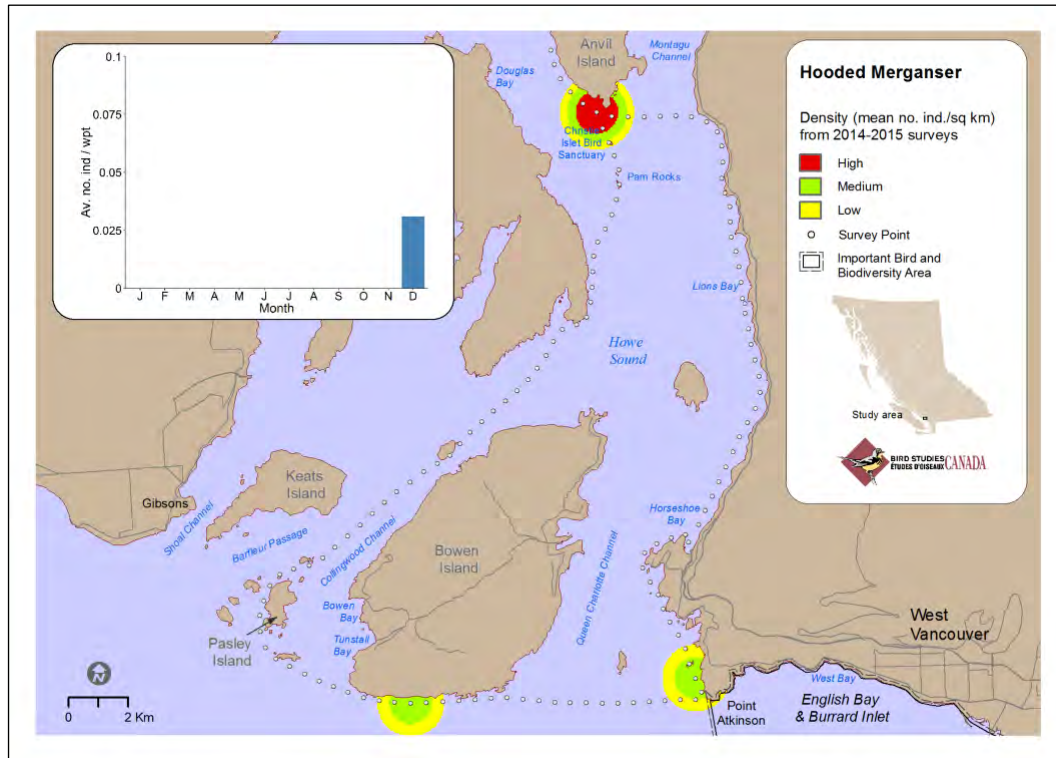 0.1
0.075
0.05
0.025
0
Av. no. ind / wpt
J F M A M J J A S O N D
Month
Anvil
Island
Montagu
Channel
Douglas
Bay
Christie
Islet Bird
Sanctuary
Pam Rocks
Lions Bay
Howe
Sound
Keats
Island
Gibsons
Shoal Channel
Barfleur Passage
Collingwood Channel
Horseshoe
Bay
Bowen
Island
Queen Charlotte Channel
Bowen
Bay
Tunstall
Bay
Pasley
Island
West
Vancouver
West Bay
English Bay
& Burrard Inlet
Point
Atkinson
N
0 2 Km
Hooded Merganser
Density (mean no. ind./sq km)
from 2014-2015 surveys
High
Medium
Low
Survey Point
Important Bird and
Biodiversity Area
Study area
BIRD STUDIES
ÉTUDES D'OISEAUX CANADA